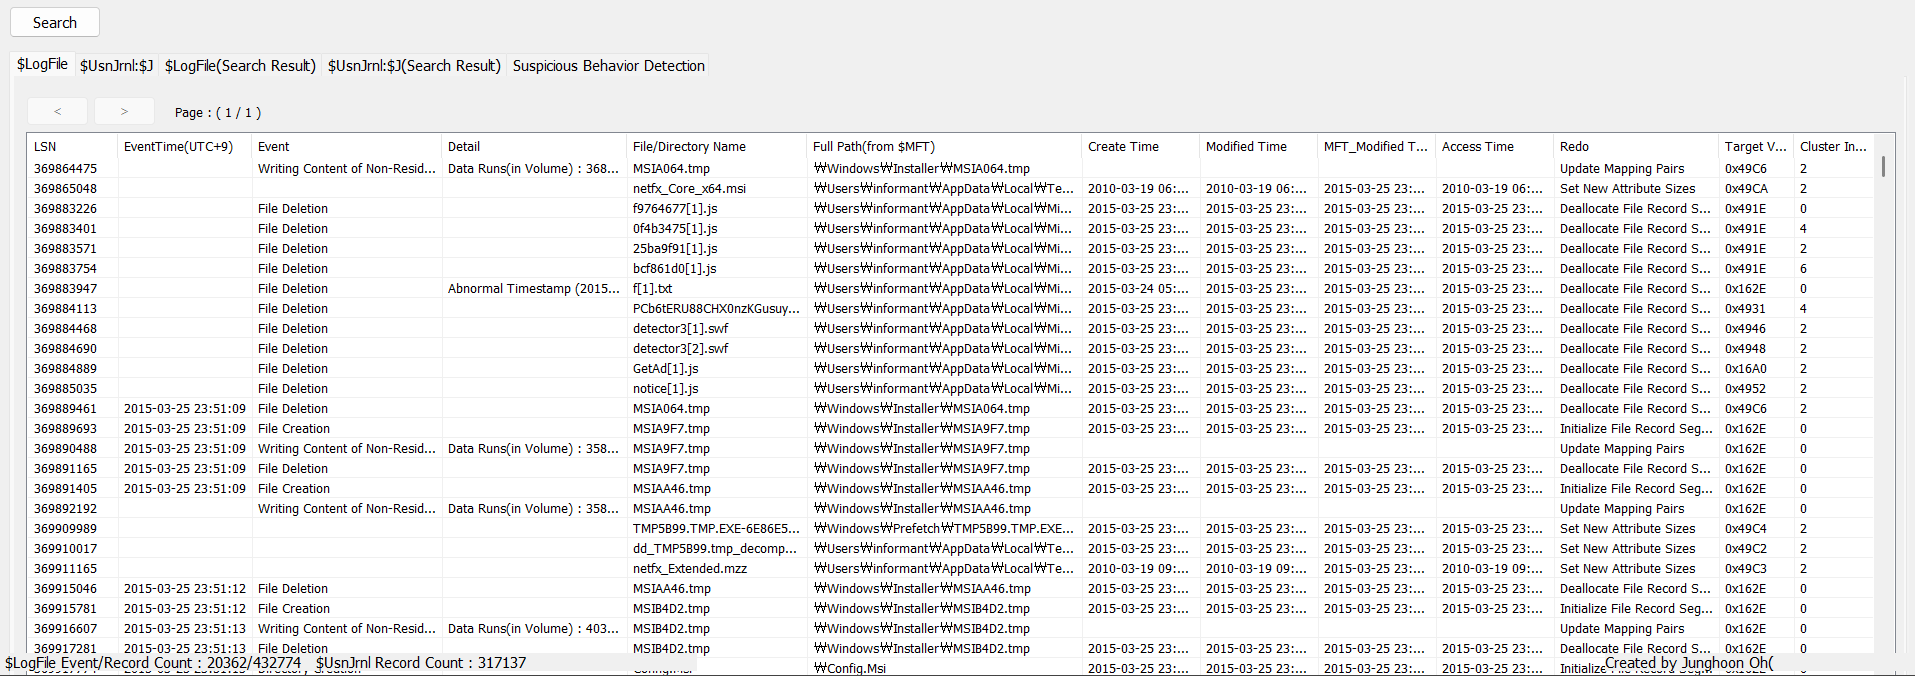 Search
$LogFile $UsnJrnl:$J $LogFile(Search Result) $UsnJrnl:$J(Search Result) Suspicious Behavior Detection
< > Page : ( 1 / 1 )
LSN EventTime(UTC+9) Event Detail File/Directory Name Full Path(from $MFT) Create Time Modified Time MFT_Modified T... Access Time Redo Target V... Cluster In...
369864475 Writing Content of Non-Resid... Data Runs(in Volume) : 368... MSIA064.tmp ₩Windows₩Installer₩MSIA064.tmp Update Mapping Pairs 0x49C6 2
369865048 netfx_Core_x64.msi ₩Users₩informant₩AppData₩Local₩Te... 2010-03-19 06:... 2010-03-19 06:... 2015-03-25 23:... 2010-03-19 06:... Set New Attribute Sizes 0x49CA 2
369883226 File Deletion f9764677[1].js ₩Users₩informant₩AppData₩Local₩Mi... 2015-03-25 23:... 2015-03-25 23:... 2015-03-25 23:... 2015-03-25 23:... Deallocate File Record S... 0x491E 0
369883401 File Deletion 0f4b3475[1].js ₩Users₩informant₩AppData₩Local₩Mi... 2015-03-25 23:... 2015-03-25 23:... 2015-03-25 23:... 2015-03-25 23:... Deallocate File Record S... 0x491E 4
369883571 File Deletion 25ba9f91[1].js ₩Users₩informant₩AppData₩Local₩Mi... 2015-03-25 23:... 2015-03-25 23:... 2015-03-25 23:... 2015-03-25 23:... Deallocate File Record S... 0x491E 2
369883754 File Deletion bcf861d0[1].js ₩Users₩informant₩AppData₩Local₩Mi... 2015-03-25 23:... 2015-03-25 23:... 2015-03-25 23:... 2015-03-25 23:... Deallocate File Record S... 0x491E 6
369883947 File Deletion Abnormal Timestamp (2015... f[1].txt ₩Users₩informant₩AppData₩Local₩Mi... 2015-03-24 05:... 2015-03-25 23:... 2015-03-25 23:... 2015-03-25 23:... Deallocate File Record S... 0x162E 0
369884113 File Deletion PCb6tERU88CHX0nzKGusuy... ₩Users₩informant₩AppData₩Local₩Mi... 2015-03-25 23:... 2015-03-25 23:... 2015-03-25 23:... 2015-03-25 23:... Deallocate File Record S... 0x4931 4
369884468 File Deletion detector3[1].swf ₩Users₩informant₩AppData₩Local₩Mi... 2015-03-25 23:... 2015-03-25 23:... 2015-03-25 23:... 2015-03-25 23:... Deallocate File Record S... 0x4946 2
369884690 File Deletion detector3[2].swf ₩Users₩informant₩AppData₩Local₩Mi... 2015-03-25 23:... 2015-03-25 23:... 2015-03-25 23:... 2015-03-25 23:... Deallocate File Record S... 0x4948 2
369884889 File Deletion GetAd[1].js ₩Users₩informant₩AppData₩Local₩Mi... 2015-03-25 23:... 2015-03-25 23:... 2015-03-25 23:... 2015-03-25 23:... Deallocate File Record S... 0x16A0 2
369885035 File Deletion notice[1].js ₩Users₩informant₩AppData₩Local₩Mi... 2015-03-25 23:... 2015-03-25 23:... 2015-03-25 23:... 2015-03-25 23:... Deallocate File Record S... 0x4952 2
369889461 2015-03-25 23:51:09 File Deletion MSIA064.tmp ₩Windows₩Installer₩MSIA064.tmp 2015-03-25 23:... 2015-03-25 23:... 2015-03-25 23:... 2015-03-25 23:... Deallocate File Record S... 0x49C6 2
369889693 2015-03-25 23:51:09 File Creation MSIA9F7.tmp ₩Windows₩Installer₩MSIA9F7.tmp 2015-03-25 23:... 2015-03-25 23:... 2015-03-25 23:... 2015-03-25 23:... Initialize File Record Seg... 0x162E 0
369890488 2015-03-25 23:51:09 Writing Content of Non-Resid... Data Runs(in Volume) : 358... MSIA9F7.tmp ₩Windows₩Installer₩MSIA9F7.tmp Update Mapping Pairs 0x162E 0
369891165 2015-03-25 23:51:09 File Deletion MSIA9F7.tmp ₩Windows₩Installer₩MSIA9F7.tmp 2015-03-25 23:... 2015-03-25 23:... 2015-03-25 23:... 2015-03-25 23:... Deallocate File Record S... 0x162E 0
369891405 2015-03-25 23:51:09 File Creation MSIAA46.tmp ₩Windows₩Installer₩MSIAA46.tmp 2015-03-25 23:... 2015-03-25 23:... 2015-03-25 23:... 2015-03-25 23:... Initialize File Record Seg... 0x162E 0
369892192 Writing Content of Non-Resid... Data Runs(in Volume) : 358... MSIAA46.tmp ₩Windows₩Installer₩MSIAA46.tmp Update Mapping Pairs 0x162E 0
369909989 TMP5B99.TMP.EXE-6E86E5... ₩Windows₩Prefetch₩TMP5B99.TMP.EXE... 2015-03-25 23:... 2015-03-25 23:... 2015-03-25 23:... 2015-03-25 23:... Set New Attribute Sizes 0x49C4 2
369910017 dd_TMP5B99.tmp_decomp... ₩Users₩informant₩AppData₩Local₩Te... 2015-03-25 23:... 2015-03-25 23:... 2015-03-25 23:... 2015-03-25 23:... Set New Attribute Sizes 0x49C2 2
369911165 netfx_Extended.mzz ₩Users₩informant₩AppData₩Local₩Te... 2010-03-19 09:... 2010-03-19 09:... 2015-03-25 23:... 2010-03-19 09:... Set New Attribute Sizes 0x49C3 2
369915046 2015-03-25 23:51:12 File Deletion MSIAA46.tmp ₩Windows₩Installer₩MSIAA46.tmp 2015-03-25 23:... 2015-03-25 23:... 2015-03-25 23:... 2015-03-25 23:... Deallocate File Record S... 0x162E 0
369915781 2015-03-25 23:51:12 File Creation MSIB4D2.tmp ₩Windows₩Installer₩MSIB4D2.tmp 2015-03-25 23:... 2015-03-25 23:... 2015-03-25 23:... 2015-03-25 23:... Initialize File Record Seg... 0x162E 0
369916607 2015-03-25 23:51:13 Writing Content of Non-Resid... Data Runs(in Volume) : 403... MSIB4D2.tmp ₩Windows₩Installer₩MSIB4D2.tmp Update Mapping Pairs 0x162E 0
369917281 2015-03-25 23:51:13 File Deletion MSIB4D2.tmp ₩Windows₩Installer₩MSIB4D2.tmp 2015-03-25 23:... 2015-03-25 23:... 2015-03-25 23:... 2015-03-25 23:... Deallocate File Record S... 0x162E 0
₩Config.Msi 2015-03-25 23:... 2015-03-25 23:... 2015-03-25 23:... 2015-03-25 23:... 0x162E 0
$LogFile Event/Record Count : 20362/432774 $UsnJrnl Record Count : 317137 Created by Junghoon Oh(